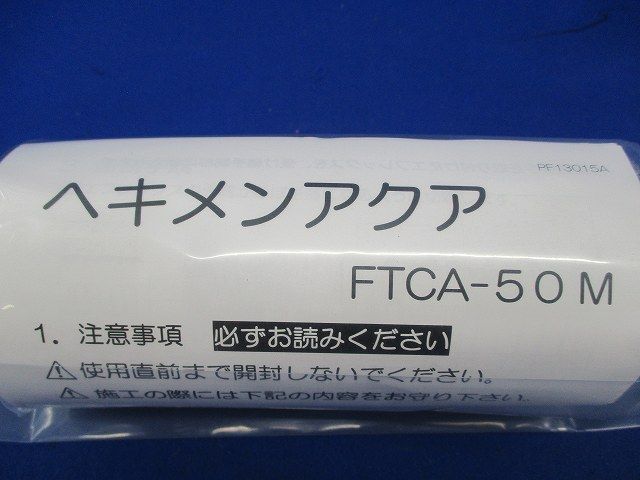 PF13015A
ヘキメンアクア
FTCA-50M
1. 注意事項 必ずお読みください
⚠使用直前まで開封しないでください。
⚠施工の際には下記の内容をお守り下さい。